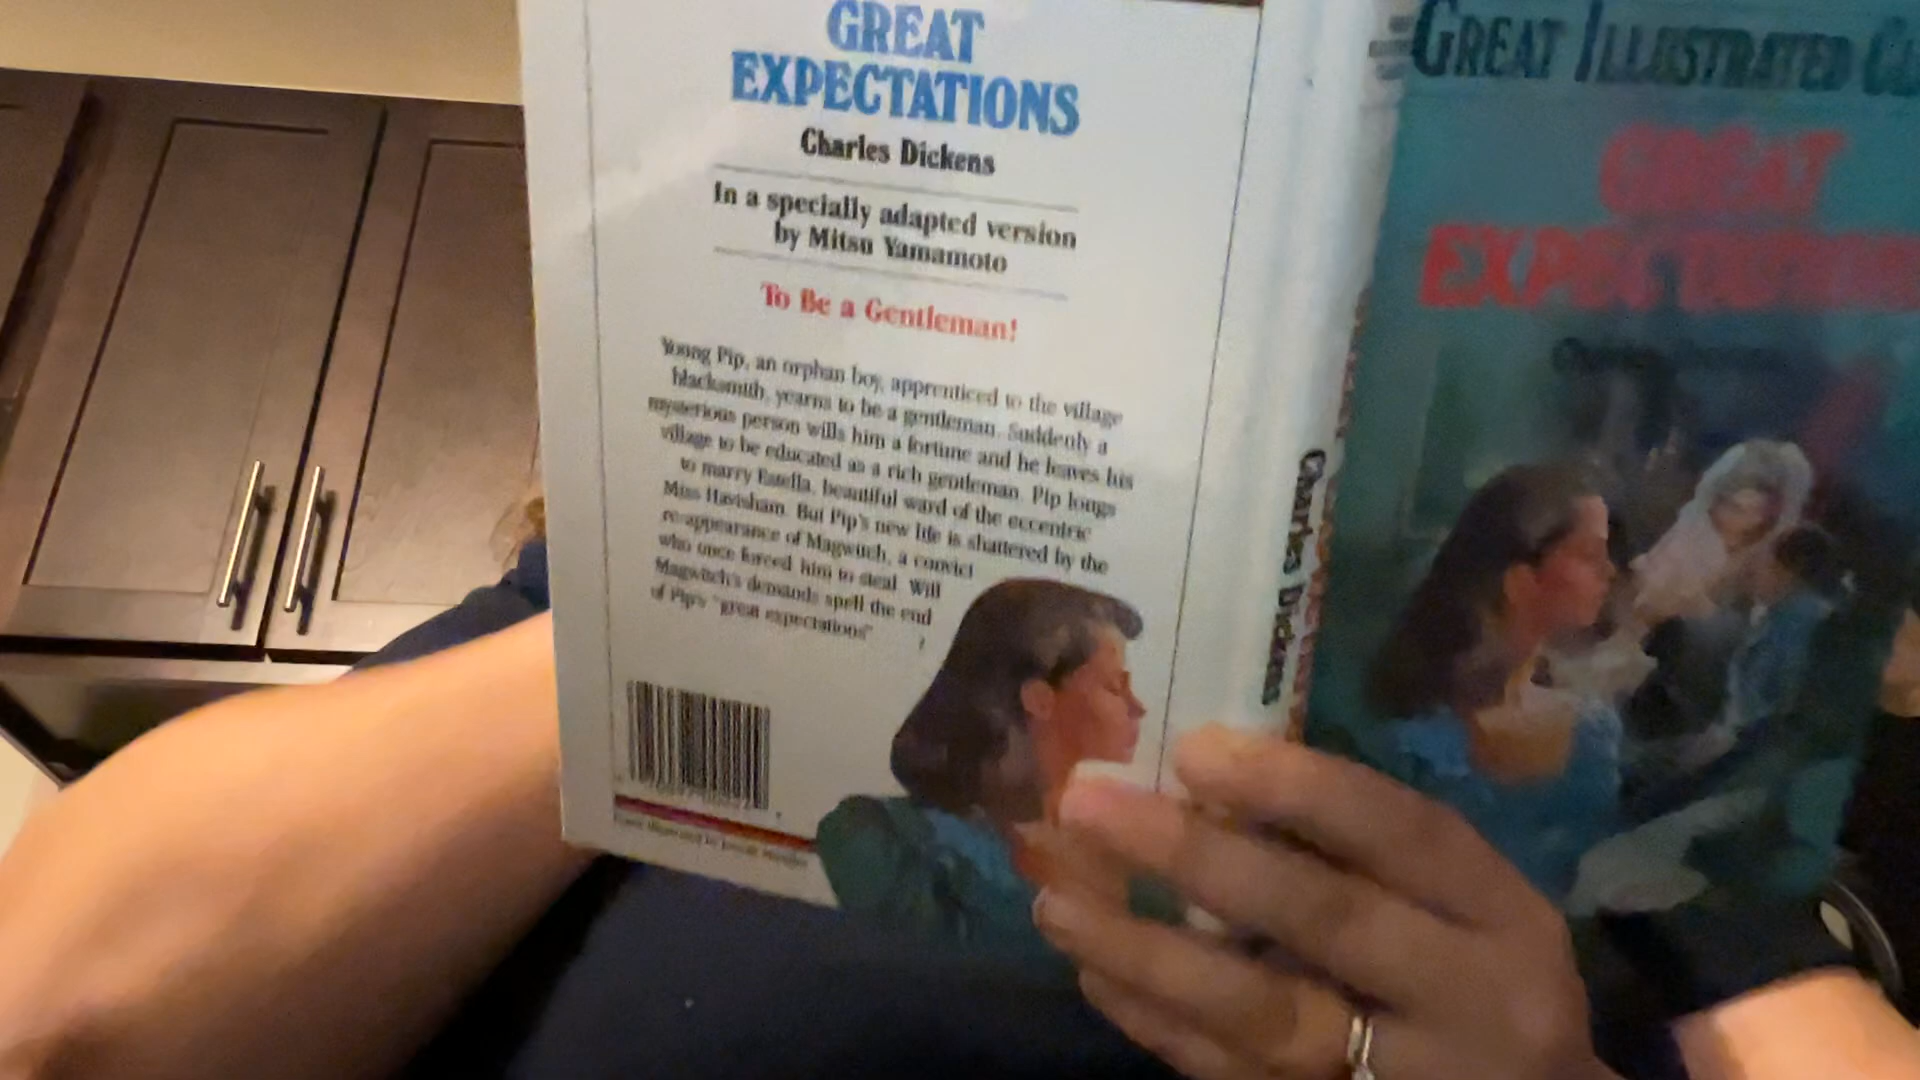 GREAT
EXPECTATIONS
Charles Dickens
In a specially adapted version
by Mitsu Yamamoto
To Be a Gentleman!
Young Pip, an orphan boy, apprenticed to the village
blacksmith, yearns to be a gentleman. Suddenly a
mysterious person wills him a fortune and he leaves his
village to be educated as a rich gentleman. Pip longs
to marry Estella, beautiful ward of the eccentric
Miss Havisham. But Pip's new life is shattered by the
re-appearance of Magwitch, a convict
who once forced him to steal. Will
Magwitch's demands spell the end
of Pip's "great expectations"
?
Charles Dickens
GREAT ILLUSTRATED
GREAT
EXPECTATIONS